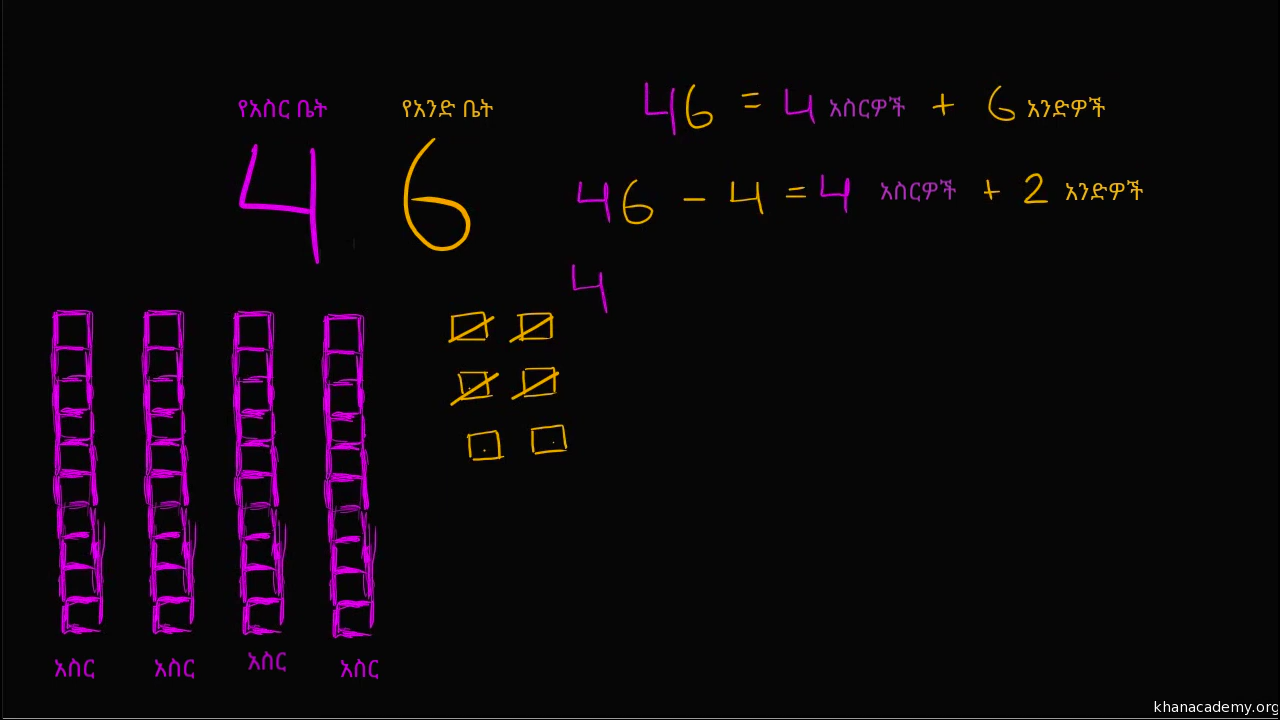 የአስር ቤት የአንድ ቤት
4 6
46 = 4 አስርዎች + 6 አንድዎች
46 - 4 = 4 አስርዎች + 2 አንድዎች
4
አስር አስር አስር አስር
khanacademy.org